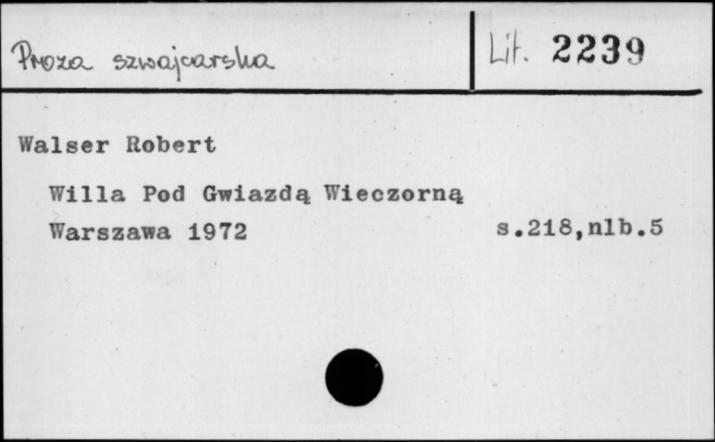 Proza szwajcarska
Lit. 2239
Walser Robert
Willa Pod Gwiazdą Wieczorną
Warszawa 1972 s.218,nlb.5